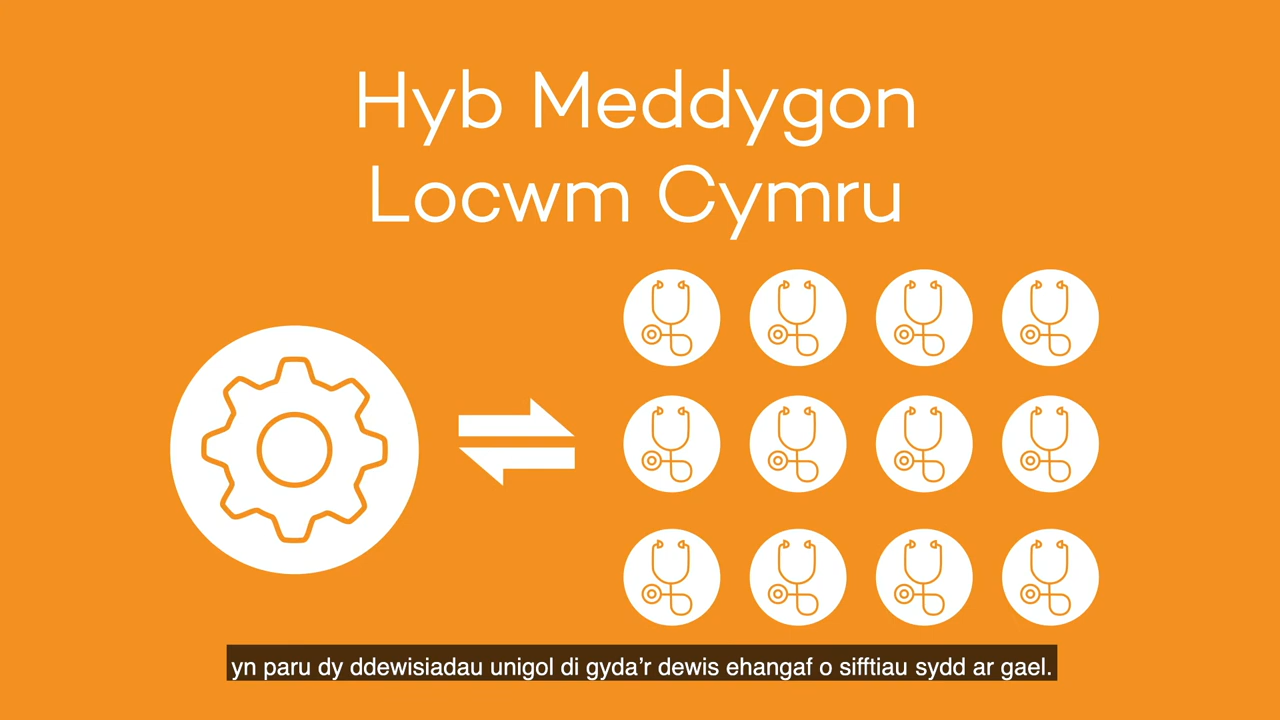 Hyb Meddygon
Locwm Cymru
yn paru dy ddewisiadau unigol di gyda’r dewis ehangaf o sifftiau sydd ar gael.